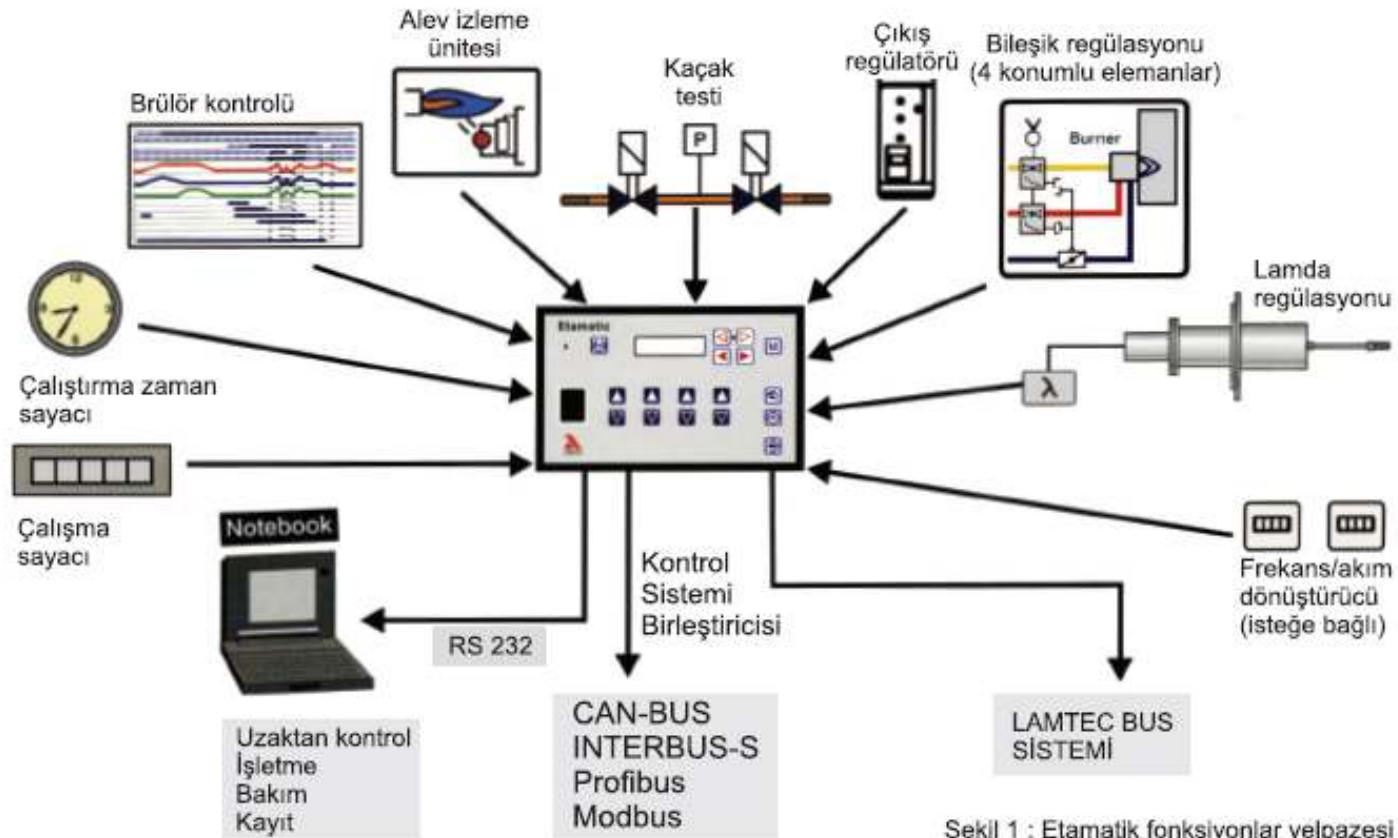 Alev izleme
ünitesi
Kaçak
testi
Çıkış
regülatörü
Bileşik regülasyonu
(4 konumlu elemanlar)
Brülör kontrolü
P
Burner
Lamda
regülasyonu
λ
Etamatic
M
Çalıştırma zaman
sayacı
Çalışma
sayacı
Notebook
RS 232
Kontrol
Sistemi
Birleştiricisi
Frekans/akım
dönüştürücü
(isteğe bağlı)
Uzaktan kontrol
İşletme
Bakım
Kayıt
CAN-BUS
INTERBUS-S
Profibus
Modbus
LAMTEC BUS
SİSTEMİ
Şekil 1 : Etamatik fonksiyonlar yelpazesi